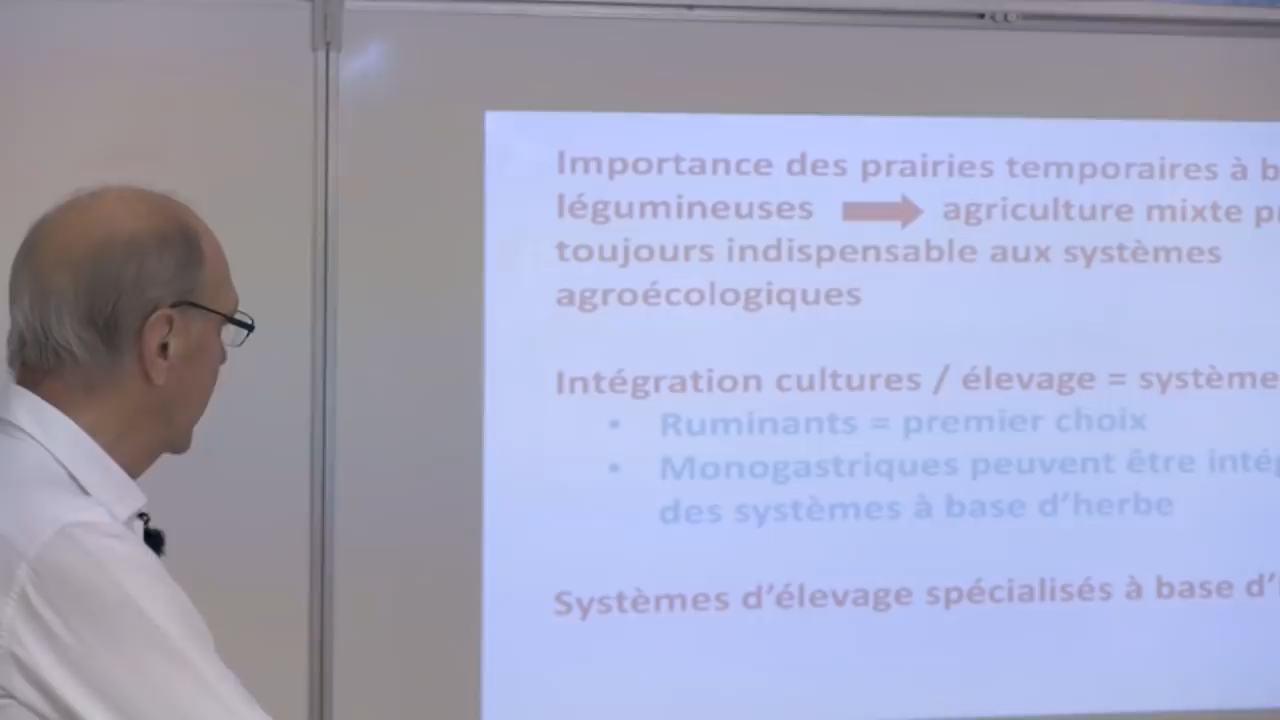 Importance des prairies temporaires à
légumineuses agriculture mixte
toujours indispensable aux systèmes
agroécologiques
Intégration cultures / élevage = système
• Ruminants = premier choix
• Monogastriques peuvent être
des systèmes à base d'herbe
Systèmes d'élevage spécialisés à base